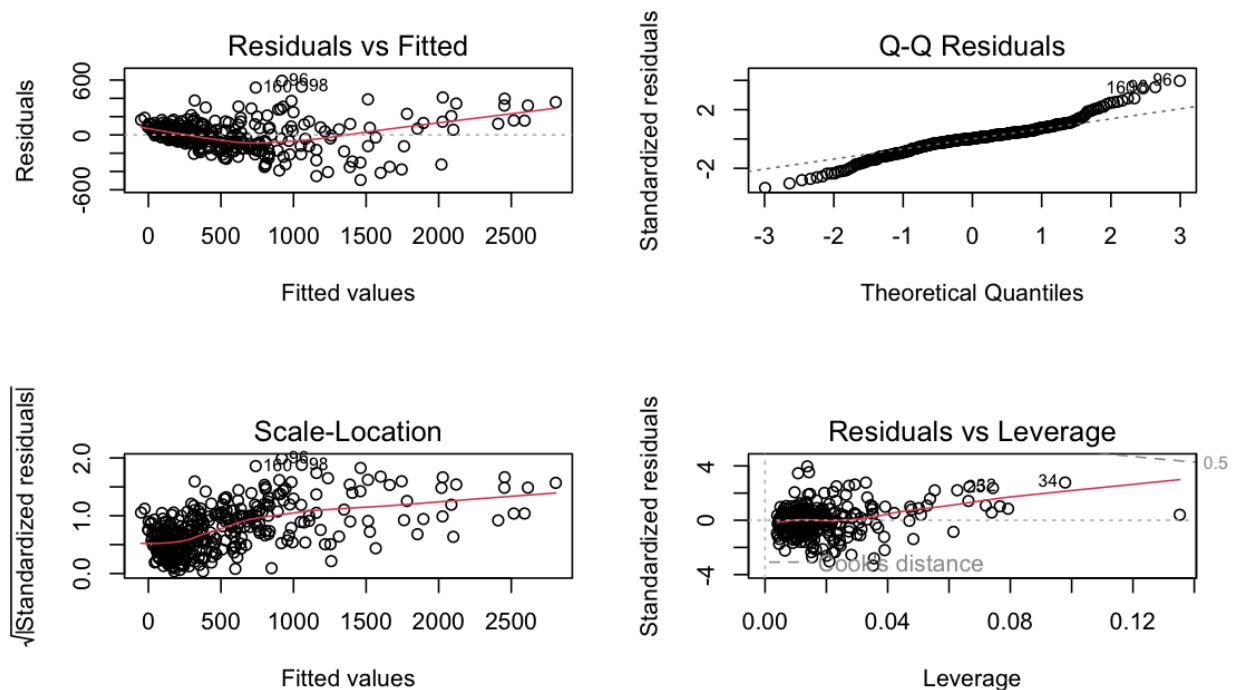 Residuals vs Fitted
Residuals
600
0
-600
96
160
98
0 500 1000 1500 2000 2500
Fitted values
Q-Q Residuals
Standardized residuals
2
-2
96
-3 -2 -1 0 1 2 3
Theoretical Quantiles
Scale-Location
√|Standardized residuals|
2.0
1.0
0.0
96
160
98
0 500 1000 1500 2000 2500
Fitted values
Residuals vs Leverage
Standardized residuals
4
0
-4
34
0.5
Cook's distance
0.00 0.04 0.08 0.12
Leverage